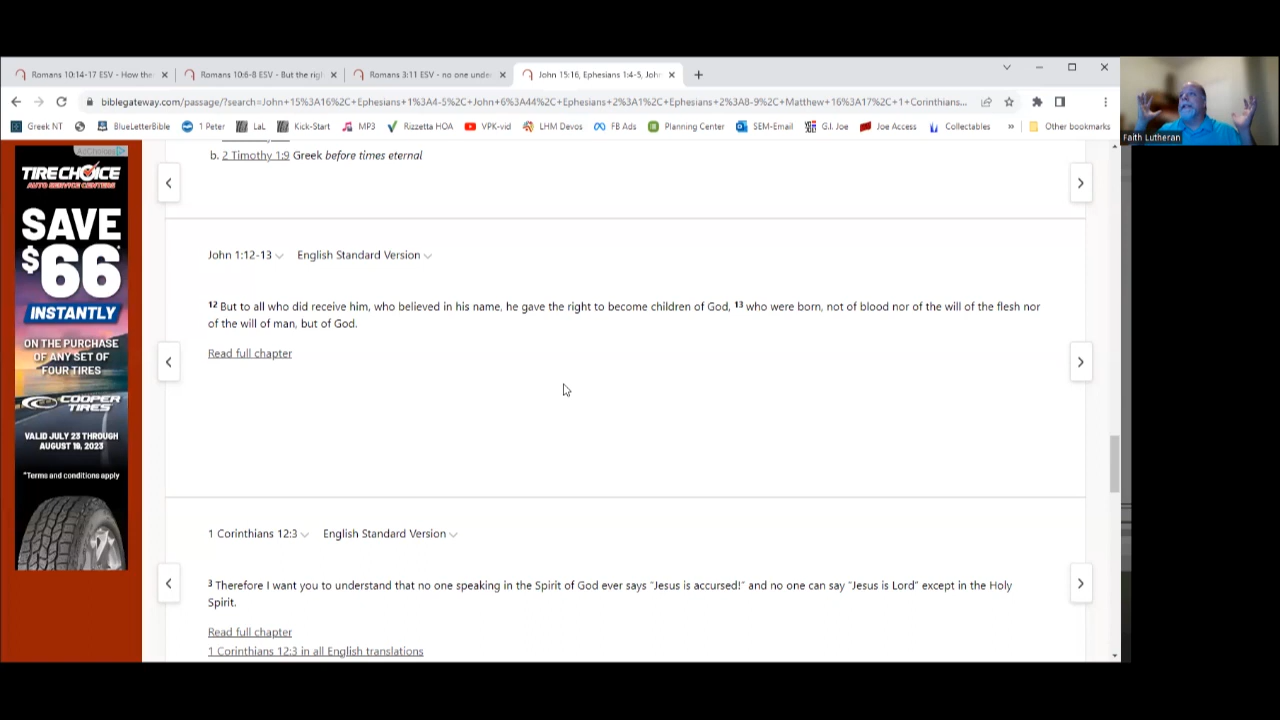 Romans 10:14-17 ESV - How the
Romans 10:6-8 ESV - But the rig
Romans 3:11 ESV - no one unde
John 15:16, Ephesians 1:4-5, Joh
biblegateway.com/passage/?search=John+15%3A16%2C+Ephesians+1%3A4-5%2C+John+6%3A44%2C+Ephesians+2%3A1%2C+Ephesians+2%3A8-9%2C+Matthew+16%3A17%2C+1+Corinthians...
Greek NT
BlueLetterBible
1 Peter
LaL
Kick-Start
MP3
Rizzetta HOA
VPK-vid
LHM Devos
FB Ads
Planning Center
SEM-Email
G.I. Joe
Joe Access
Collectables
»
Other bookmarks
Faith Lutheran
AdChoices
TIRE CHOICE
AUTO SERVICE CENTERS
SAVE
$66
INSTANTLY
ON THE PURCHASE
OF ANY SET OF
FOUR TIRES
COOPER
TIRES
VALID JULY 23 THROUGH
AUGUST 19, 2023
*Terms and conditions apply
b. 2 Timothy 1:9 Greek before times eternal
John 1:12-13 English Standard Version
12 But to all who did receive him, who believed in his name, he gave the right to become children of God, 13 who were born, not of blood nor of the will of the flesh nor
of the will of man, but of God.
Read full chapter
1 Corinthians 12:3 English Standard Version
3 Therefore I want you to understand that no one speaking in the Spirit of God ever says “Jesus is accursed!” and no one can say “Jesus is Lord” except in the Holy
Spirit.
Read full chapter
1 Corinthians 12:3 in all English translations